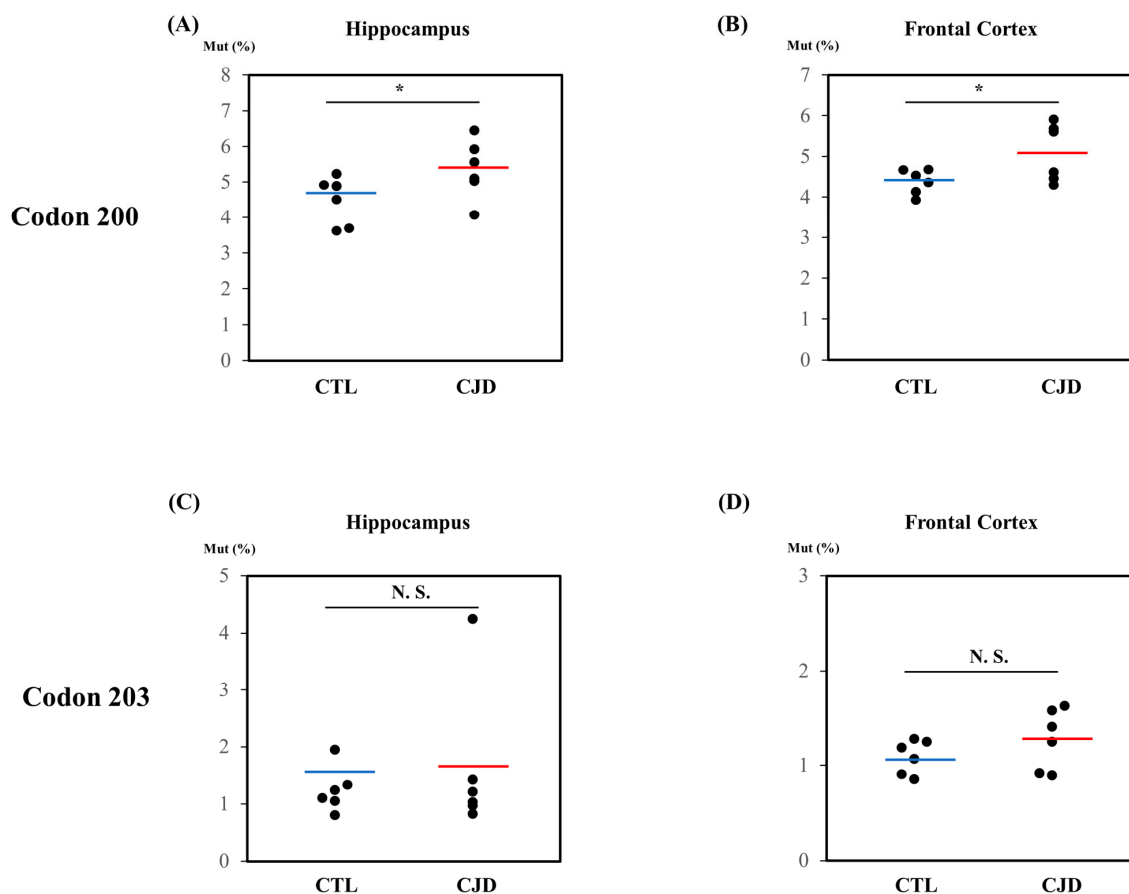 (A)
Hippocampus
Mut (%)
8
7
6
5
4
3
2
1
0
*
CTL
CJD
(B)
Frontal Cortex
Mut (%)
7
6
5
4
3
2
1
0
*
CTL
CJD
Codon 200
(C)
Hippocampus
Mut (%)
5
4
3
2
1
0
N. S.
CTL
CJD
(D)
Frontal Cortex
Mut (%)
3
2
1
0
N. S.
CTL
CJD
Codon 203